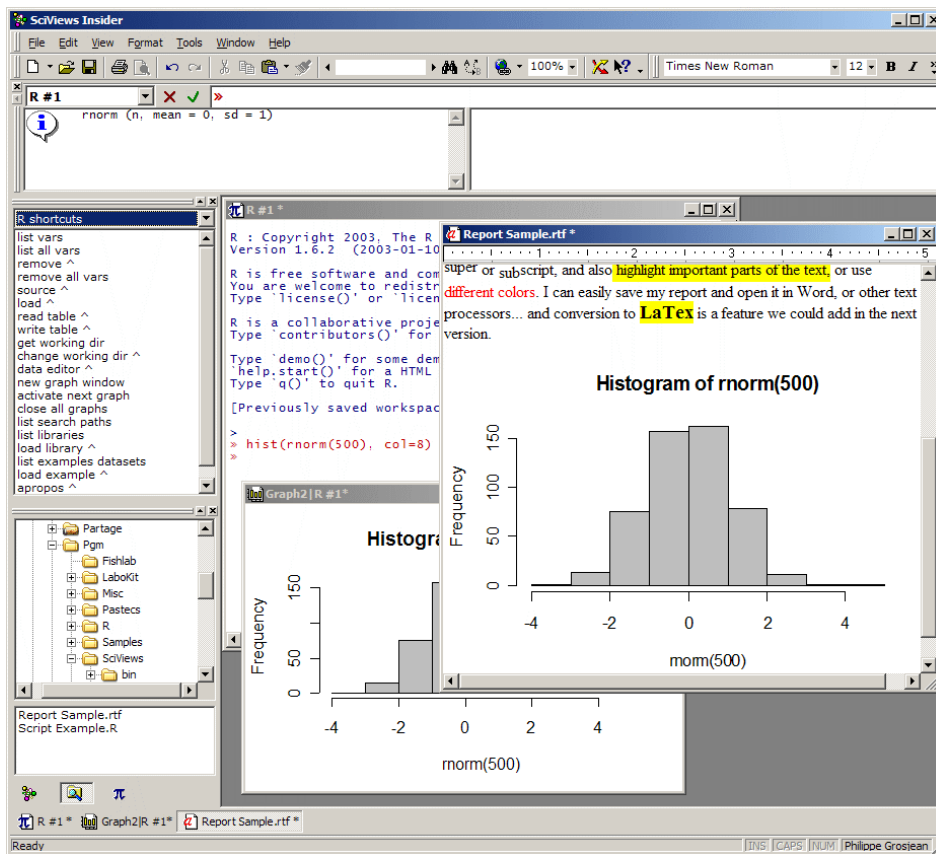 SciViews Insider
File Edit View Format Tools Window Help
100% Times New Roman 12 B I
R #1 »
rnorm (n, mean = 0, sd = 1)
R shortcuts
list vars
list all vars
remove ^
remove all vars
source ^
load ^
read table ^
write table ^
get working dir
change working dir ^
data editor ^
new graph window
activate next graph
close all graphs
list search paths
list libraries
load library ^
list examples datasets
load example ^
apropos ^
Partage
Pgm
Fishlab
LaboKit
Misc
Pastecs
R
Samples
SciViews
bin
Report Sample.rtf
Script Example.R
R #1 *
R : Copyright 2003, The R
Version 1.6.2 (2003-01-10
R is free software and com
You are welcome to redistr
Type `license()' or `licen
R is a collaborative proje
Type `contributors()' for
Type `demo()' for some dem
`help.start()' for a HTML
Type `q()' to quit R.
[Previously saved workspac
>
» hist(rnorm(500), col=8)
»
Graph2|R #1*
Histogra
Frequency
150
50
0
-4 -2 0 2 4
rnorm(500)
Report Sample.rtf *
1 2 3 4 5
super or subscript, and also highlight important parts of the text, or use
different colors. I can easily save my report and open it in Word, or other text
processors... and conversion to LaTex is a feature we could add in the next
version.
Histogram of rnorm(500)
Frequency
150
100
50
0
-4 -2 0 2 4
rnorm(500)
R #1 * Graph2|R #1* Report Sample.rtf *
Ready INS CAPS NUM Philippe Grosjean